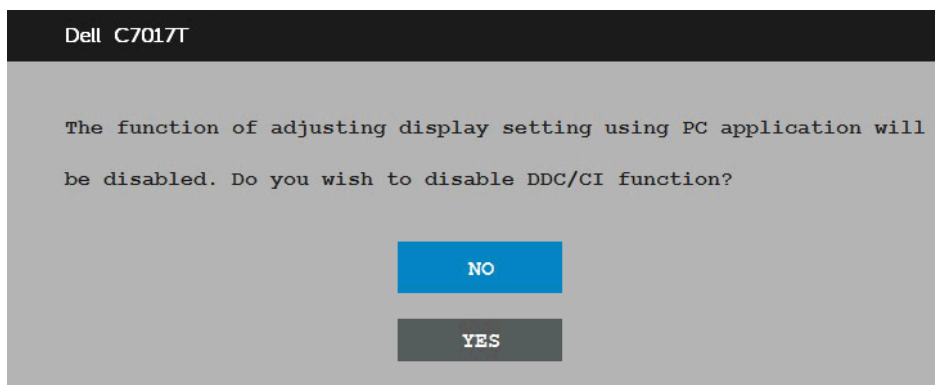 Dell C7017T
The function of adjusting display setting using PC application will
be disabled. Do you wish to disable DDC/CI function?
NO
YES